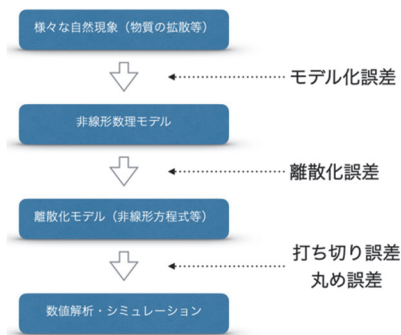 様々な自然現象（物質の拡散等）
モデル化誤差
非線形数理モデル
離散化誤差
離散化モデル（非線形方程式等）
打ち切り誤差
丸め誤差
数値解析・シミュレーション